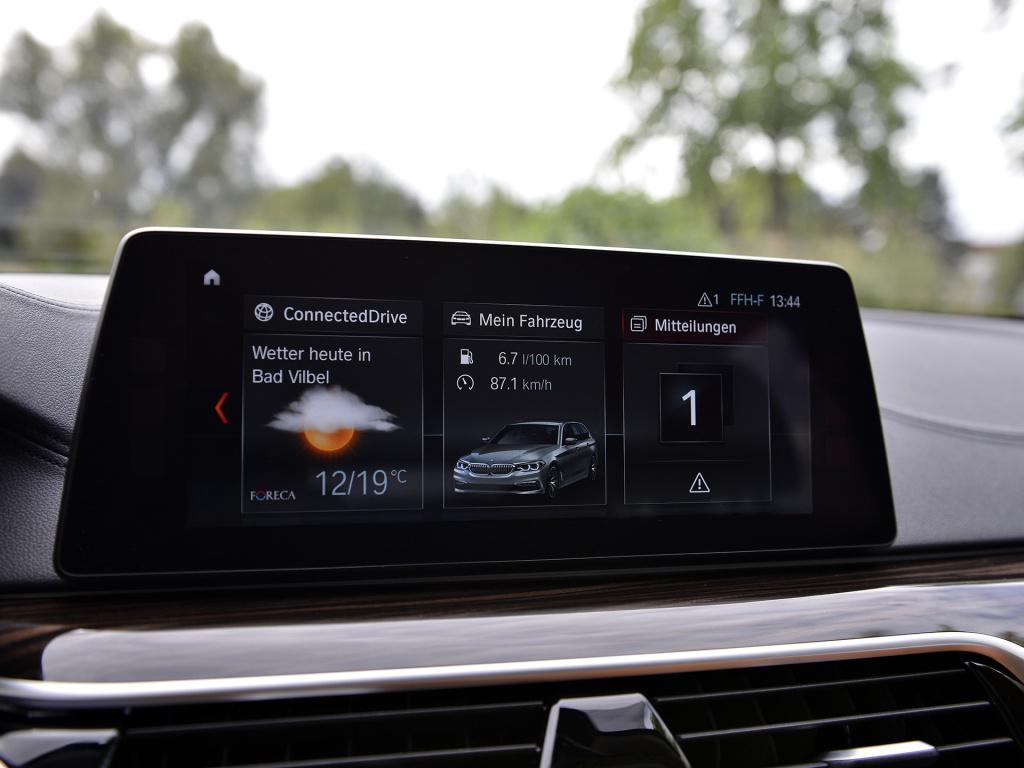 1 FFH-F 13:44
ConnectedDrive
Wetter heute in
Bad Vilbel
12/19°C
FORECA
Mein Fahrzeug
6.7 l/100 km
87.1 km/h
Mitteilungen
1